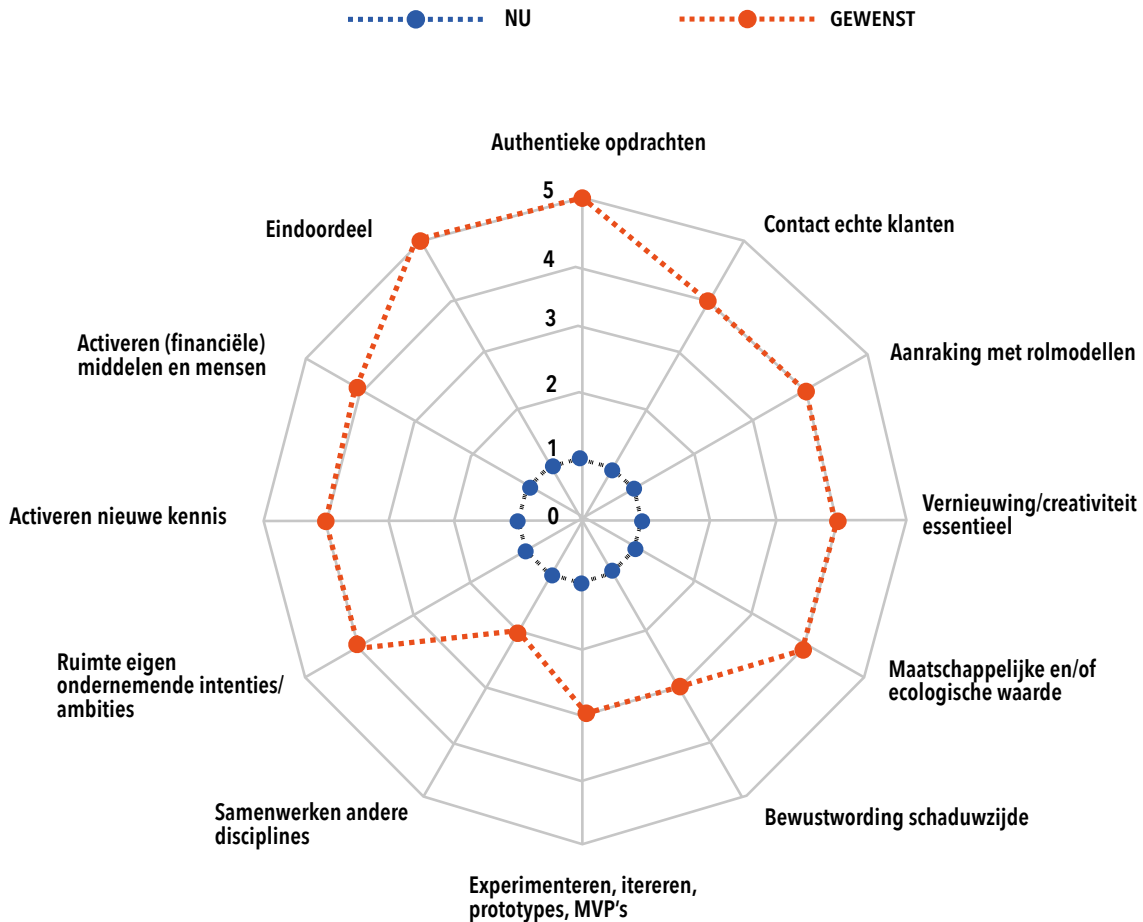 NU
GEWENST
Authentieke opdrachten
Contact echte klanten
Aanraking met rolmodellen
Vernieuwing/creativiteit
essentieel
Maatschappelijke en/of
ecologische waarde
Bewustwording schaduwzijde
Experimenteren, itereren,
prototypes, MVP's
Samenwerken andere
disciplines
Ruimte eigen
ondernemende intenties/
ambities
Activeren nieuwe kennis
Activeren (financiële)
middelen en mensen
Eindoordeel
5
4
3
2
1
0